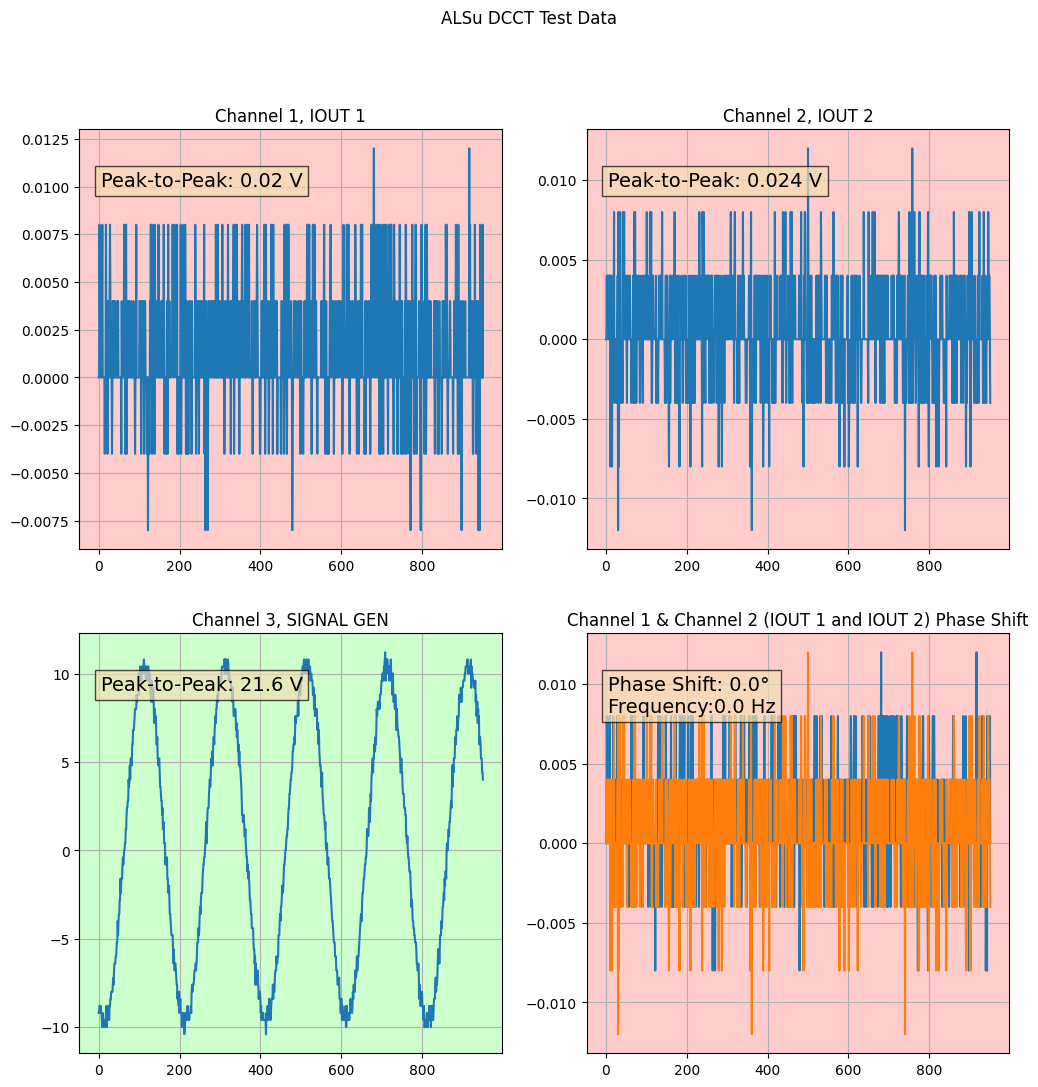 ALSu DCCT Test Data
Channel 1, IOUT 1
Peak-to-Peak: 0.02 V
0.0125
0.0100
0.0075
0.0050
0.0025
0.0000
−0.0025
−0.0050
−0.0075
0 200 400 600 800
Channel 2, IOUT 2
Peak-to-Peak: 0.024 V
0.010
0.005
0.000
−0.005
−0.010
0 200 400 600 800
Channel 3, SIGNAL GEN
Peak-to-Peak: 21.6 V
10
5
0
−5
−10
0 200 400 600 800
Channel 1 & Channel 2 (IOUT 1 and IOUT 2) Phase Shift
Phase Shift: 0.0°
Frequency:0.0 Hz
0.010
0.005
0.000
−0.005
−0.010
0 200 400 600 800